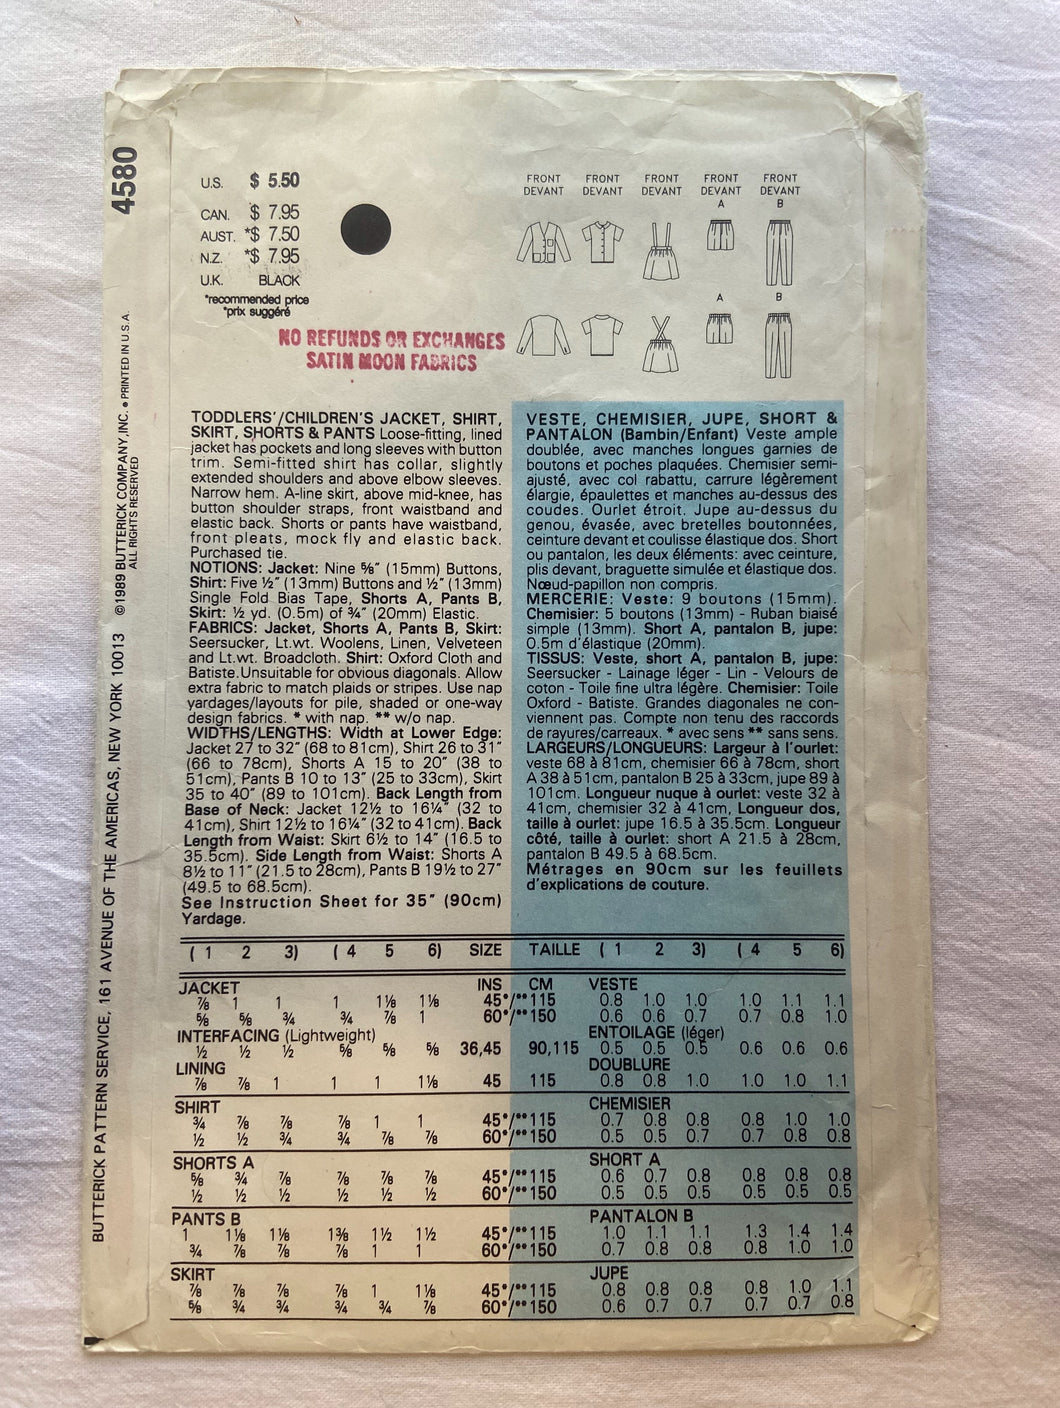 4580
BUTTERICK PATTERN SERVICE, 161 AVENUE OF THE AMERICAS, NEW YORK 10013 ©1989 BUTTERICK COMPANY, INC. • PRINTED IN U.S.A.
ALL RIGHTS RESERVED
U.S. $ 5.50
CAN. $ 7.95
AUST. *$ 7.50
N.Z. *$ 7.95
U.K. BLACK
*recommended price
*prix suggéré
NO REFUNDS OR EXCHANGES
SATIN MOON FABRICS
FRONT FRONT FRONT FRONT FRONT
DEVANT DEVANT DEVANT DEVANT DEVANT
A B
A B
TODDLERS'/CHILDREN'S JACKET, SHIRT,
SKIRT, SHORTS & PANTS Loose-fitting, lined
jacket has pockets and long sleeves with button
trim. Semi-fitted shirt has collar, slightly
extended shoulders and above elbow sleeves.
Narrow hem. A-line skirt, above mid-knee, has
button shoulder straps, front waistband and
elastic back. Shorts or pants have waistband,
front pleats, mock fly and elastic back.
Purchased tie.
NOTIONS: Jacket: Nine ⅝" (15mm) Buttons,
Shirt: Five ½" (13mm) Buttons and ½" (13mm)
Single Fold Bias Tape, Shorts A, Pants B,
Skirt: ½ yd. (0.5m) of ¾" (20mm) Elastic.
FABRICS: Jacket, Shorts A, Pants B, Skirt:
Seersucker, Lt.wt. Woolens, Linen, Velveteen
and Lt.wt. Broadcloth. Shirt: Oxford Cloth and
Batiste. Unsuitable for obvious diagonals. Allow
extra fabric to match plaids or stripes. Use nap
yardages/layouts for pile, shaded or one-way
design fabrics. * with nap. ** w/o nap.
WIDTHS/LENGTHS: Width at Lower Edge:
Jacket 27 to 32" (68 to 81cm), Shirt 26 to 31"
(66 to 78cm), Shorts A 15 to 20" (38 to
51cm), Pants B 10 to 13" (25 to 33cm), Skirt
35 to 40" (89 to 101cm). Back Length from
Base of Neck: Jacket 12½ to 16¼" (32 to
41cm), Shirt 12½ to 16¼" (32 to 41cm). Back
Length from Waist: Skirt 6½ to 14" (16.5 to
35.5cm). Side Length from Waist: Shorts A
8½ to 11" (21.5 to 28cm), Pants B 19½ to 27"
(49.5 to 68.5cm).
See Instruction Sheet for 35" (90cm)
Yardage.
VESTE, CHEMISIER, JUPE, SHORT &
PANTALON (Bambin/Enfant) Veste ample
doublée, avec manches longues garnies de
boutons et poches plaquées. Chemisier semi-
ajusté, avec col rabattu, carrure légèrement
élargie, épaulettes et manches au-dessus des
coudes. Ourlet étroit. Jupe au-dessus du
genou, évasée, avec bretelles boutonnées,
ceinture devant et coulisse élastique dos. Short
ou pantalon, les deux éléments: avec ceinture,
plis devant, braguette simulée et élastique dos.
Nœud-papillon non compris.
MERCERIE: Veste: 9 boutons (15mm).
Chemisier: 5 boutons (13mm) - Ruban biaisé
simple (13mm). Short A, pantalon B, jupe:
0.5m d'élastique (20mm).
TISSUS: Veste, short A, pantalon B, jupe:
Seersucker - Lainage léger - Lin - Velours de
coton - Toile fine ultra légère. Chemisier: Toile
Oxford - Batiste. Grandes diagonales ne con-
viennent pas. Compte non tenu des raccords
de rayures/carreaux. * avec sens ** sans sens.
LARGEURS/LONGUEURS: Largeur à l'ourlet:
veste 68 à 81cm, chemisier 66 à 78cm, short
A 38 à 51cm, pantalon B 25 à 33cm, jupe 89 à
101cm. Longueur nuque à ourlet: veste 32 à
41cm, chemisier 32 à 41cm, Longueur dos,
taille à ourlet: jupe 16.5 à 35.5cm. Longueur
côté, taille à ourlet: short A 21.5 à 28cm,
pantalon B 49.5 à 68.5cm.
Métrages en 90cm sur les feuillets
d'explications de couture.
( 1 2 3) ( 4 5 6) SIZE TAILLE ( 1 2 3) ( 4 5 6)
JACKET INS CM VESTE
⅞ 1 1 1 1⅛ 1⅛ 45*/**115 0.8 1.0 1.0 1.0 1.1 1.1
⅝ ⅝ ¾ ¾ ⅞ 1 60*/**150 0.6 0.6 0.7 0.7 0.8 1.0
INTERFACING (Lightweight) ENTOILAGE (léger)
½ ½ ½ ⅝ ⅝ ⅝ 36,45 90,115 0.5 0.5 0.5 0.6 0.6 0.6
LINING DOUBLURE
⅞ ⅞ 1 1 1 1⅛ 45 115 0.8 0.8 1.0 1.0 1.0 1.1
SHIRT CHEMISIER
¾ ⅞ ⅞ ⅞ 1 1 45*/**115 0.7 0.8 0.8 0.8 1.0 1.0
½ ½ ¾ ¾ ⅞ ⅞ 60*/**150 0.5 0.5 0.7 0.7 0.8 0.8
SHORTS A SHORT A
⅝ ¾ ⅞ ⅞ ⅞ ⅞ 45*/**115 0.6 0.7 0.8 0.8 0.8 0.8
½ ½ ½ ½ ½ ½ 60*/**150 0.5 0.5 0.5 0.5 0.5 0.5
PANTS B PANTALON B
1 1⅛ 1⅛ 1⅜ 1½ 1½ 45*/**115 1.0 1.1 1.1 1.3 1.4 1.4
¾ ⅞ ⅞ ⅞ 1 1 60*/**150 0.7 0.8 0.8 0.8 1.0 1.0
SKIRT JUPE
⅞ ⅞ ⅞ ⅞ 1 1⅛ 45*/**115 0.8 0.8 0.8 0.8 1.0 1.1
⅝ ¾ ¾ ¾ ¾ ⅞ 60*/**150 0.6 0.7 0.7 0.7 0.7 0.8